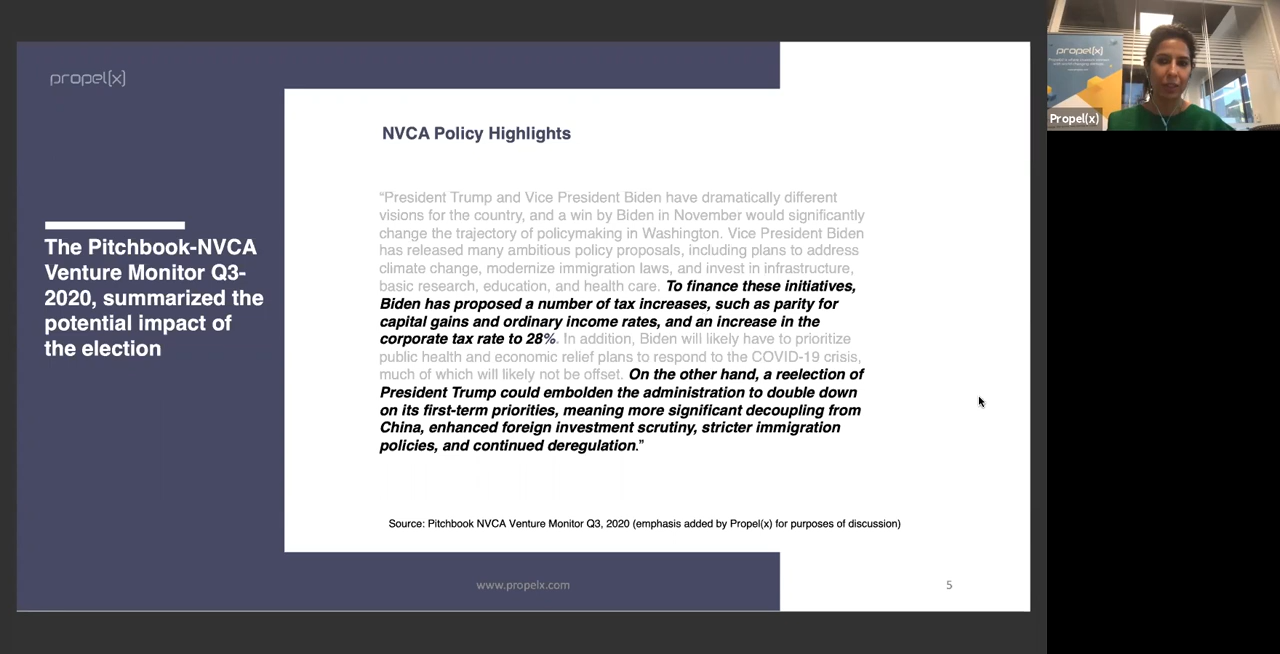 propel(x)
The Pitchbook-NVCA
Venture Monitor Q3-
2020, summarized the
potential impact of
the election
NVCA Policy Highlights
“President Trump and Vice President Biden have dramatically different
visions for the country, and a win by Biden in November would significantly
change the trajectory of policymaking in Washington. Vice President Biden
has released many ambitious policy proposals, including plans to address
climate change, modernize immigration laws, and invest in infrastructure,
basic research, education, and health care. To finance these initiatives,
Biden has proposed a number of tax increases, such as parity for
capital gains and ordinary income rates, and an increase in the
corporate tax rate to 28%. In addition, Biden will likely have to prioritize
public health and economic relief plans to respond to the COVID-19 crisis,
much of which will likely not be offset. On the other hand, a reelection of
President Trump could embolden the administration to double down
on its first-term priorities, meaning more significant decoupling from
China, enhanced foreign investment scrutiny, stricter immigration
policies, and continued deregulation.”
Source: Pitchbook NVCA Venture Monitor Q3, 2020 (emphasis added by Propel(x) for purposes of discussion)
www.propelx.com
5
propel(x)
Propel(x)